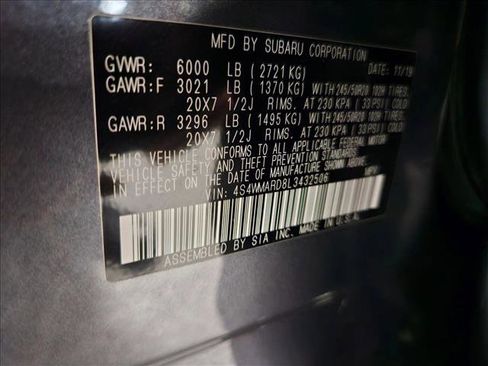 MFD BY SUBARU CORPORATION
GVWR: 6000 LB ( 2721 KG) DATE: 11/19
GAWR:F 3021 LB ( 1370 KG) WITH 245/50R20 102H TIRES,
20X7 1/2J RIMS. AT 230 KPA ( 33 PSI) COLD
GAWR:R 3296 LB ( 1495 KG) WITH 245/50R20 102H TIRES,
20X7 1/2J RIMS. AT 230 KPA ( 33 PSI) COLD
THIS VEHICLE CONFORMS TO ALL APPLICABLE FEDERAL MOTOR
VEHICLE SAFETY AND THEFT PREVENTION STANDARDS
IN EFFECT ON THE DATE OF MANUFACTURE SHOWN ABOVE.
VIN: 4S4WMARD8L3432506 MPV
ASSEMBLED BY SIA INC. MADE IN U.S.A.